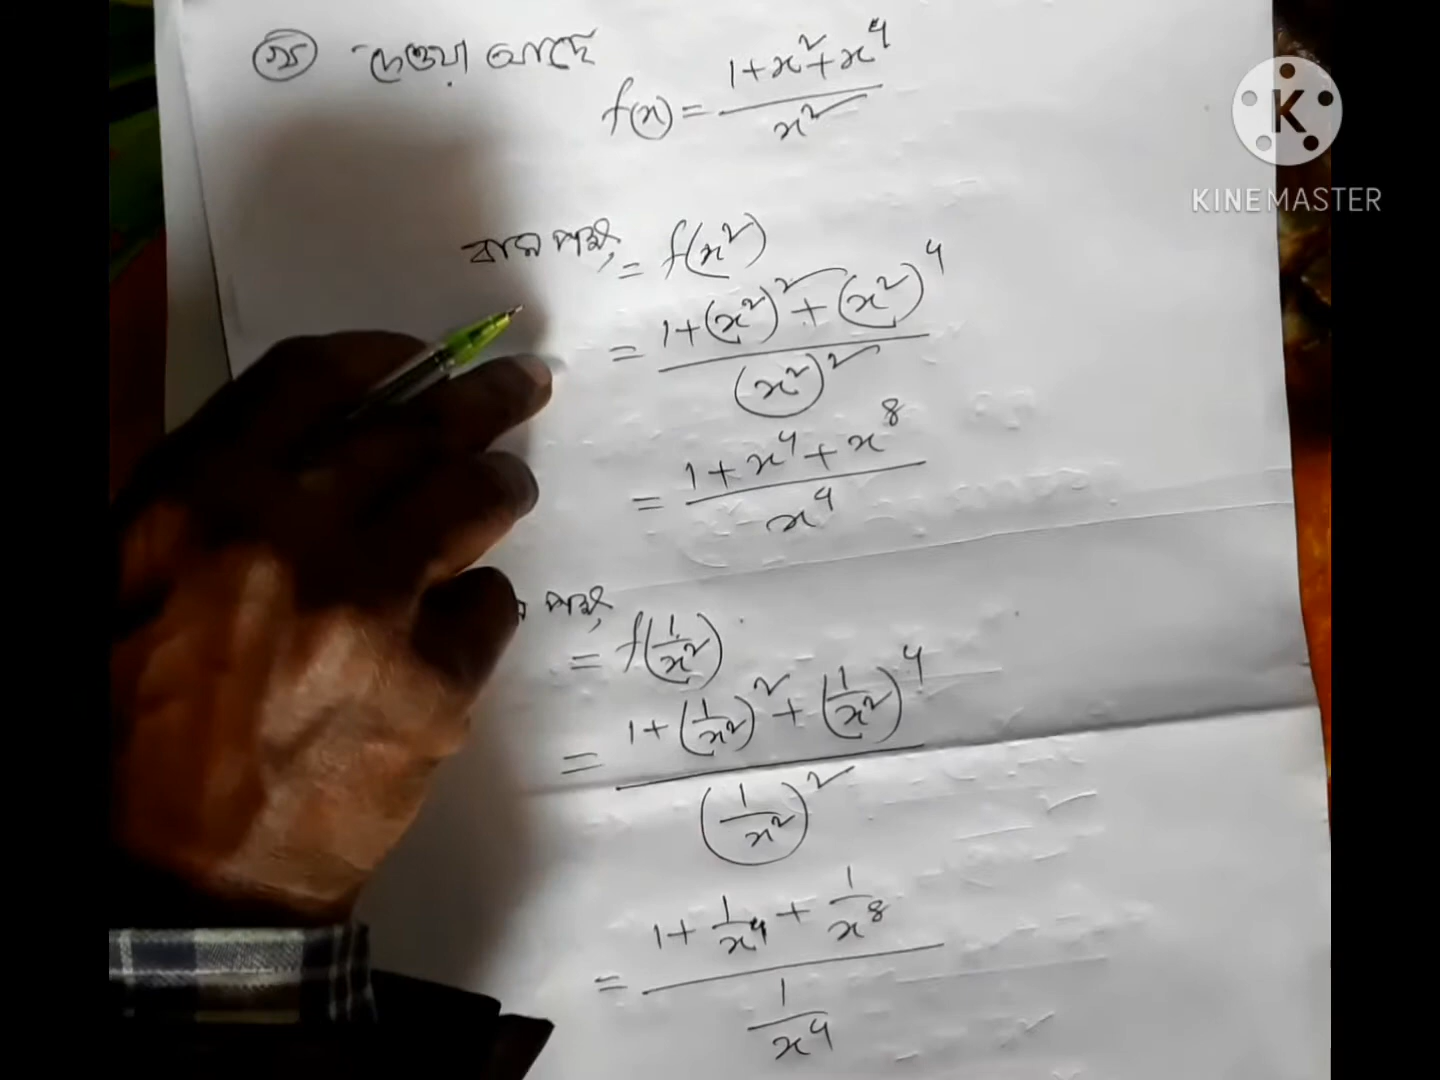 দেওয়া আছে
f(x) = (1+x²+x⁴)/x²
K
KINEMASTER
বাম পক্ষ, = f(x²)
= (1+(x²)²+(x²)⁴)/(x²)²
= (1+x⁴+x⁸)/x⁴
পক্ষ,
= f(1/x²)
= (1+(1/x²)²+(1/x²)⁴)/(1/x²)²
= (1+1/x⁴+1/x⁸)/(1/x⁴)